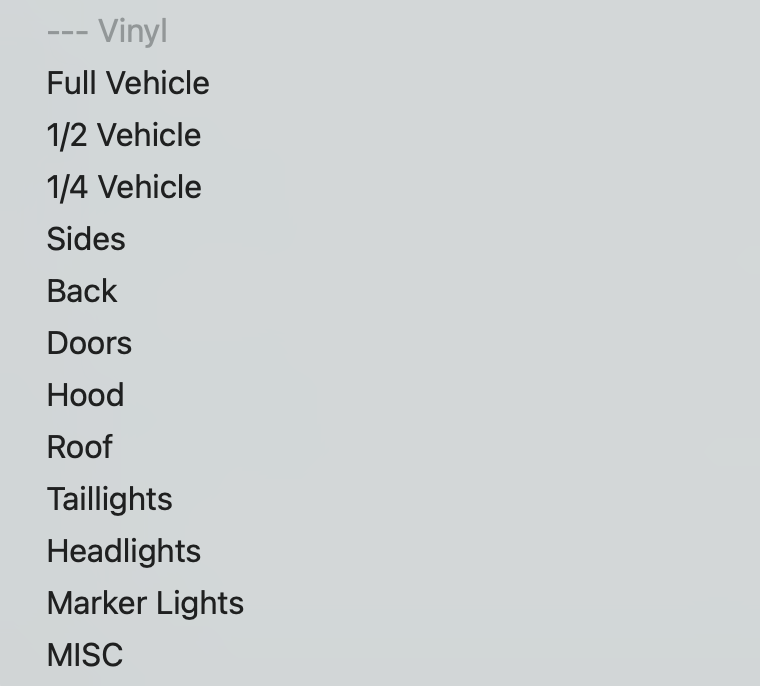 --- Vinyl
Full Vehicle
1/2 Vehicle
1/4 Vehicle
Sides
Back
Doors
Hood
Roof
Taillights
Headlights
Marker Lights
MISC